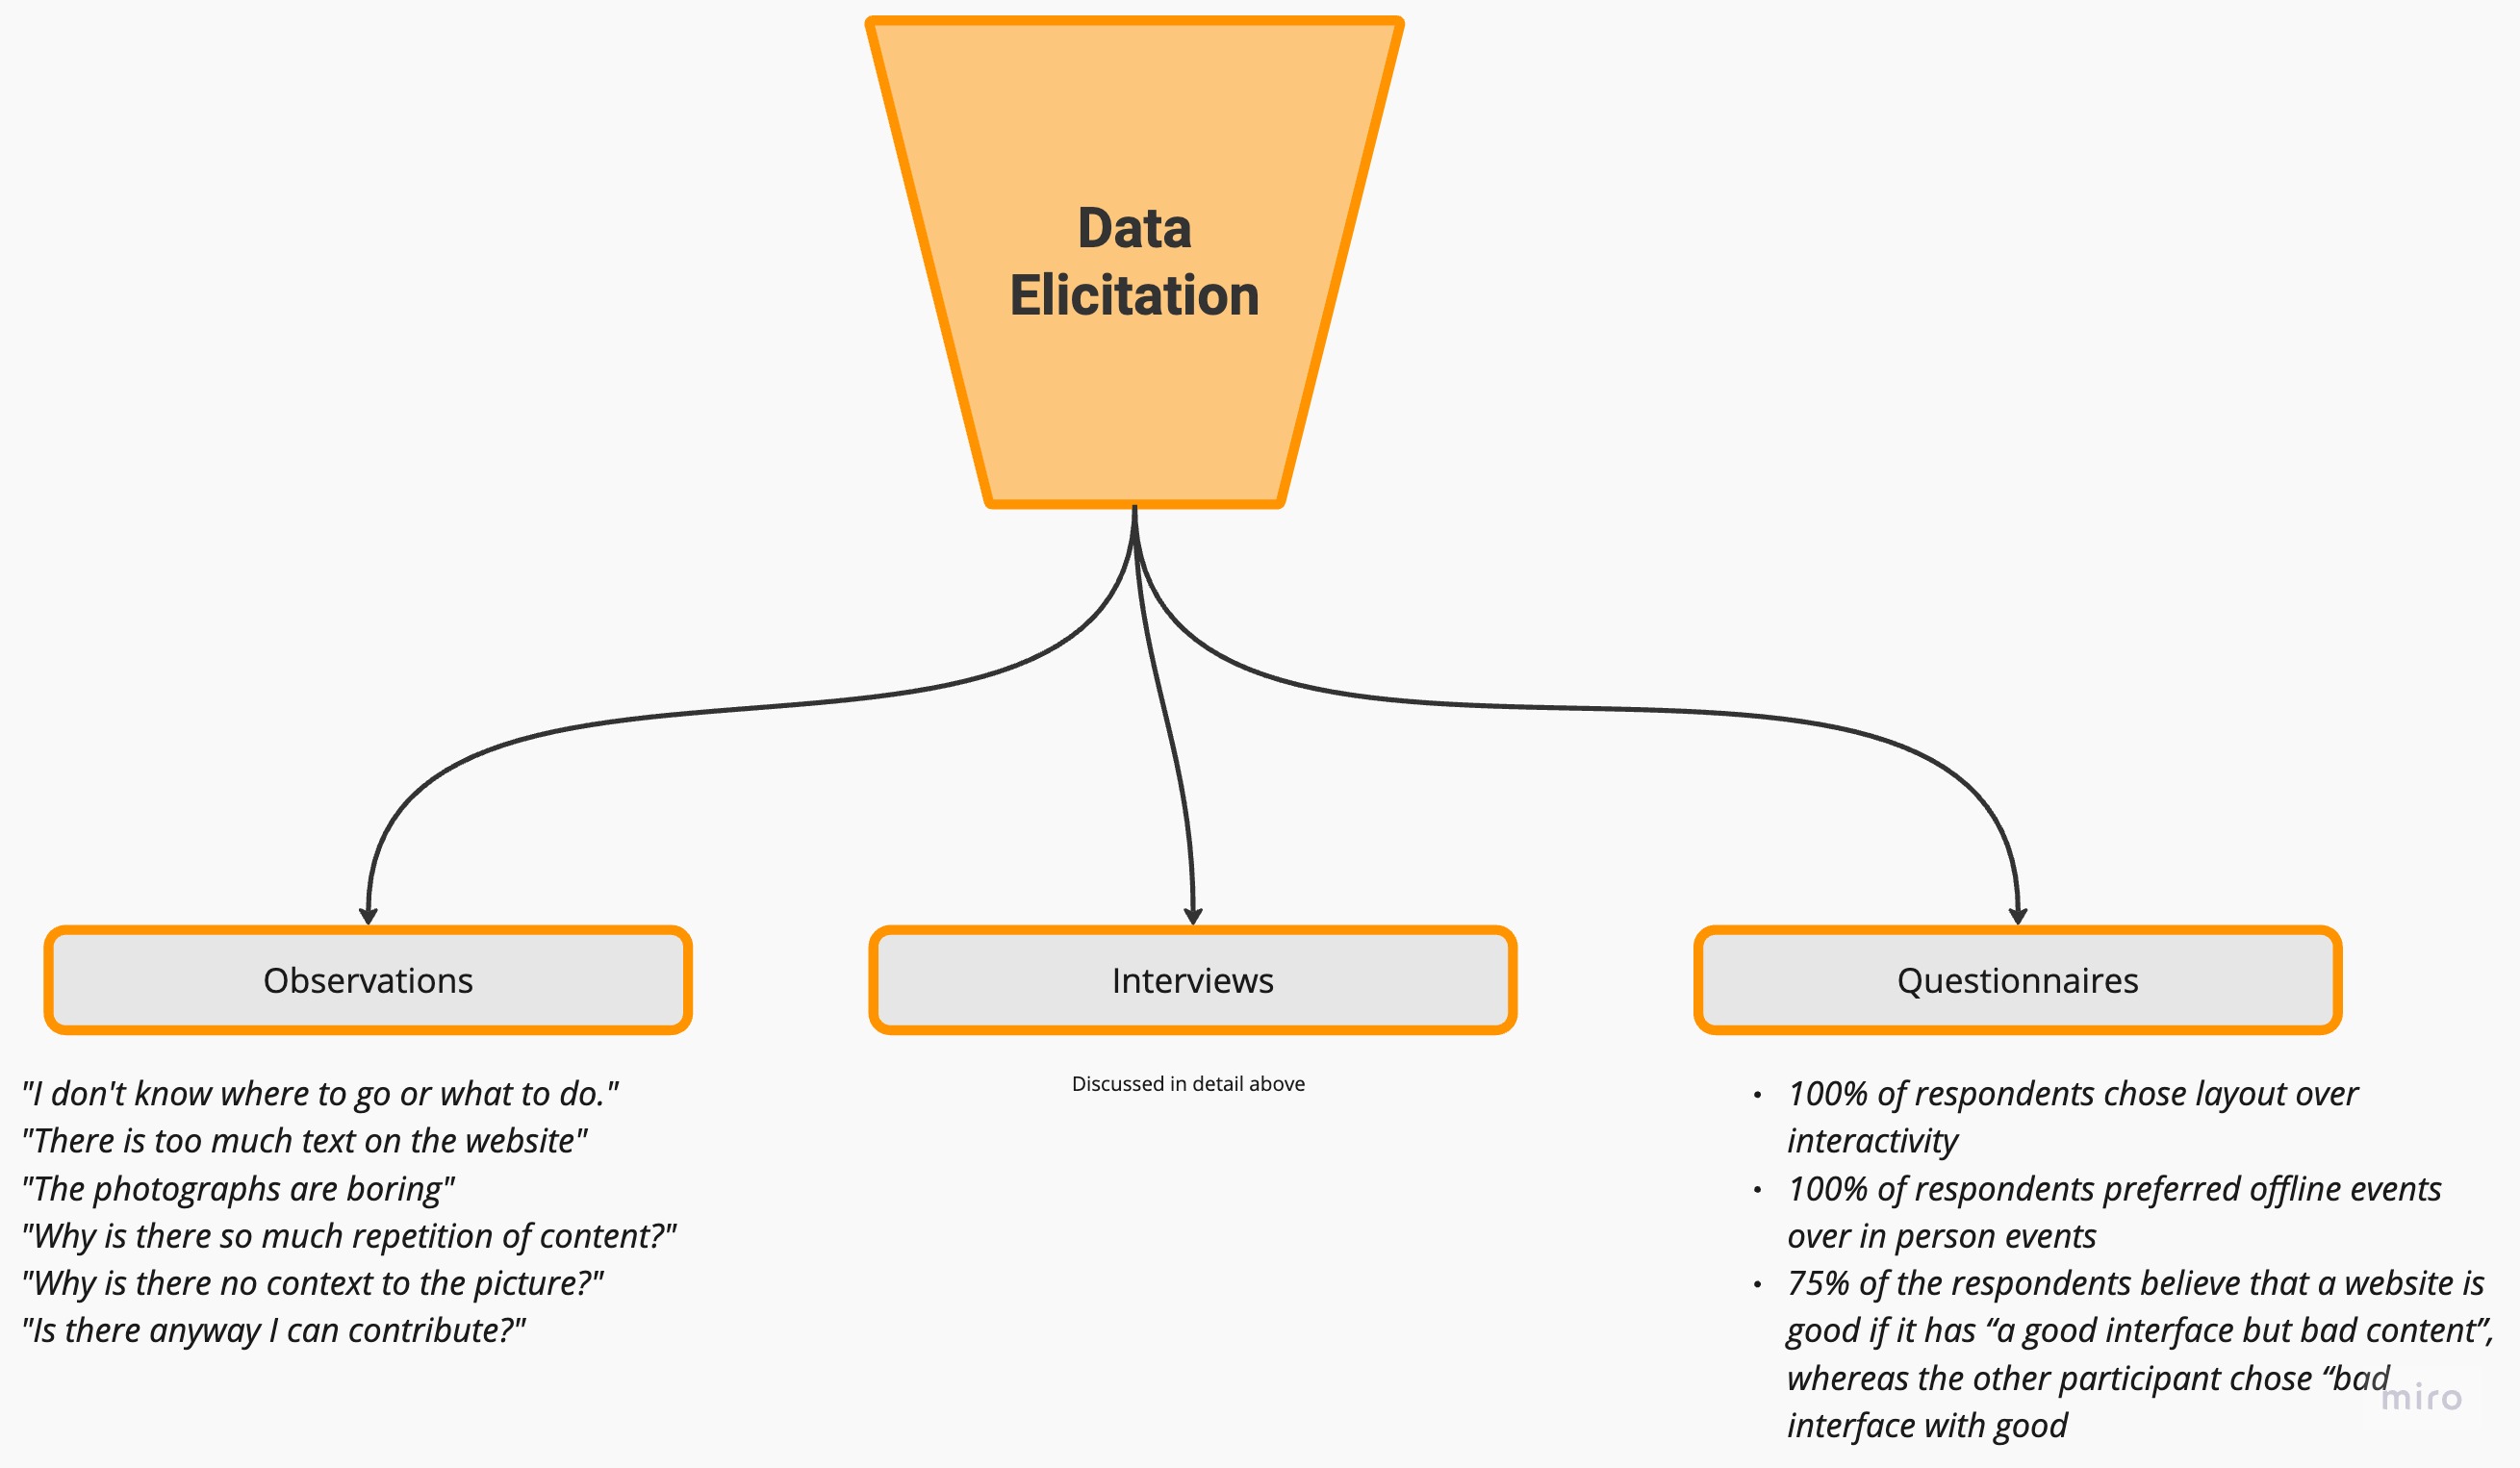 Data
Elicitation
Observations
Interviews
Questionnaires
"I don't know where to go or what to do."
"There is too much text on the website"
"The photographs are boring"
"Why is there so much repetition of content?"
"Why is there no context to the picture?"
"Is there anyway I can contribute?"
Discussed in detail above
• 100% of respondents chose layout over
interactivity
• 100% of respondents preferred offline events
over in person events
• 75% of the respondents believe that a website is
good if it has “a good interface but bad content”,
whereas the other participant chose “bad
interface with good
miro